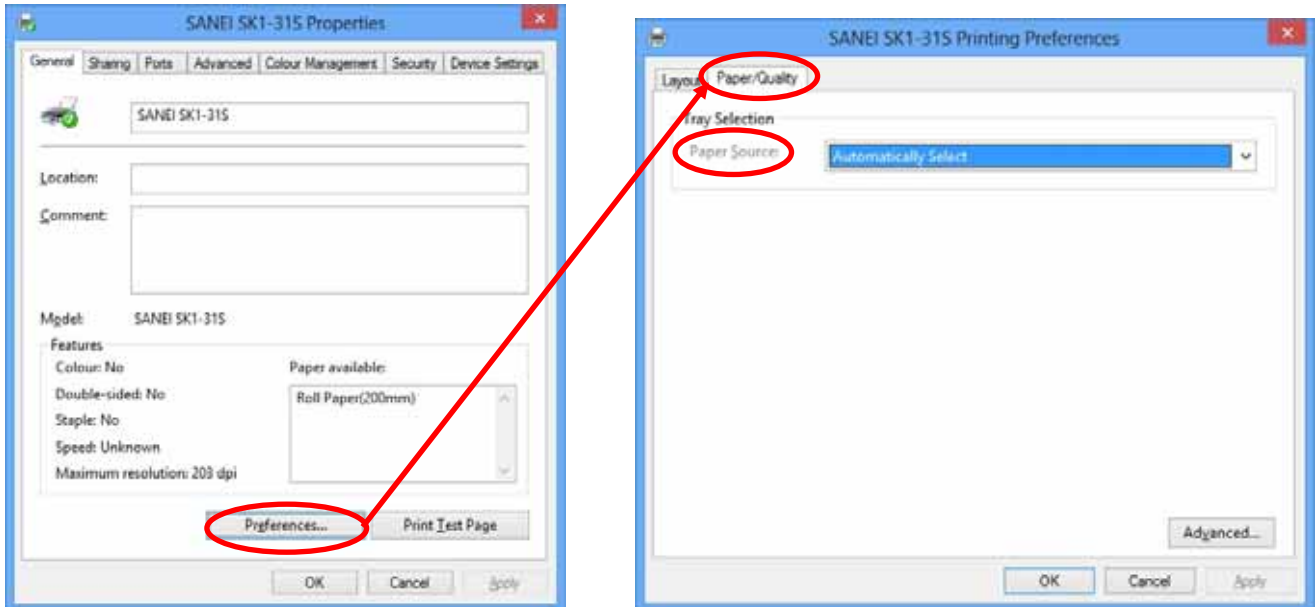 SANEI SK1-31S Properties
General Sharing Ports Advanced Colour Management Security Device Settings
SANEI SK1-31S
Location:
Comment:
Model: SANEI SK1-31S
Features
Colour: No
Double-sided: No
Staple: No
Speed: Unknown
Maximum resolution: 203 dpi
Paper available:
Roll Paper(200mm)
Preferences... Print Test Page
OK Cancel Apply
SANEI SK1-31S Printing Preferences
Layout Paper/Quality
Tray Selection
Paper Source: Automatically Select
Advanced...
OK Cancel Apply